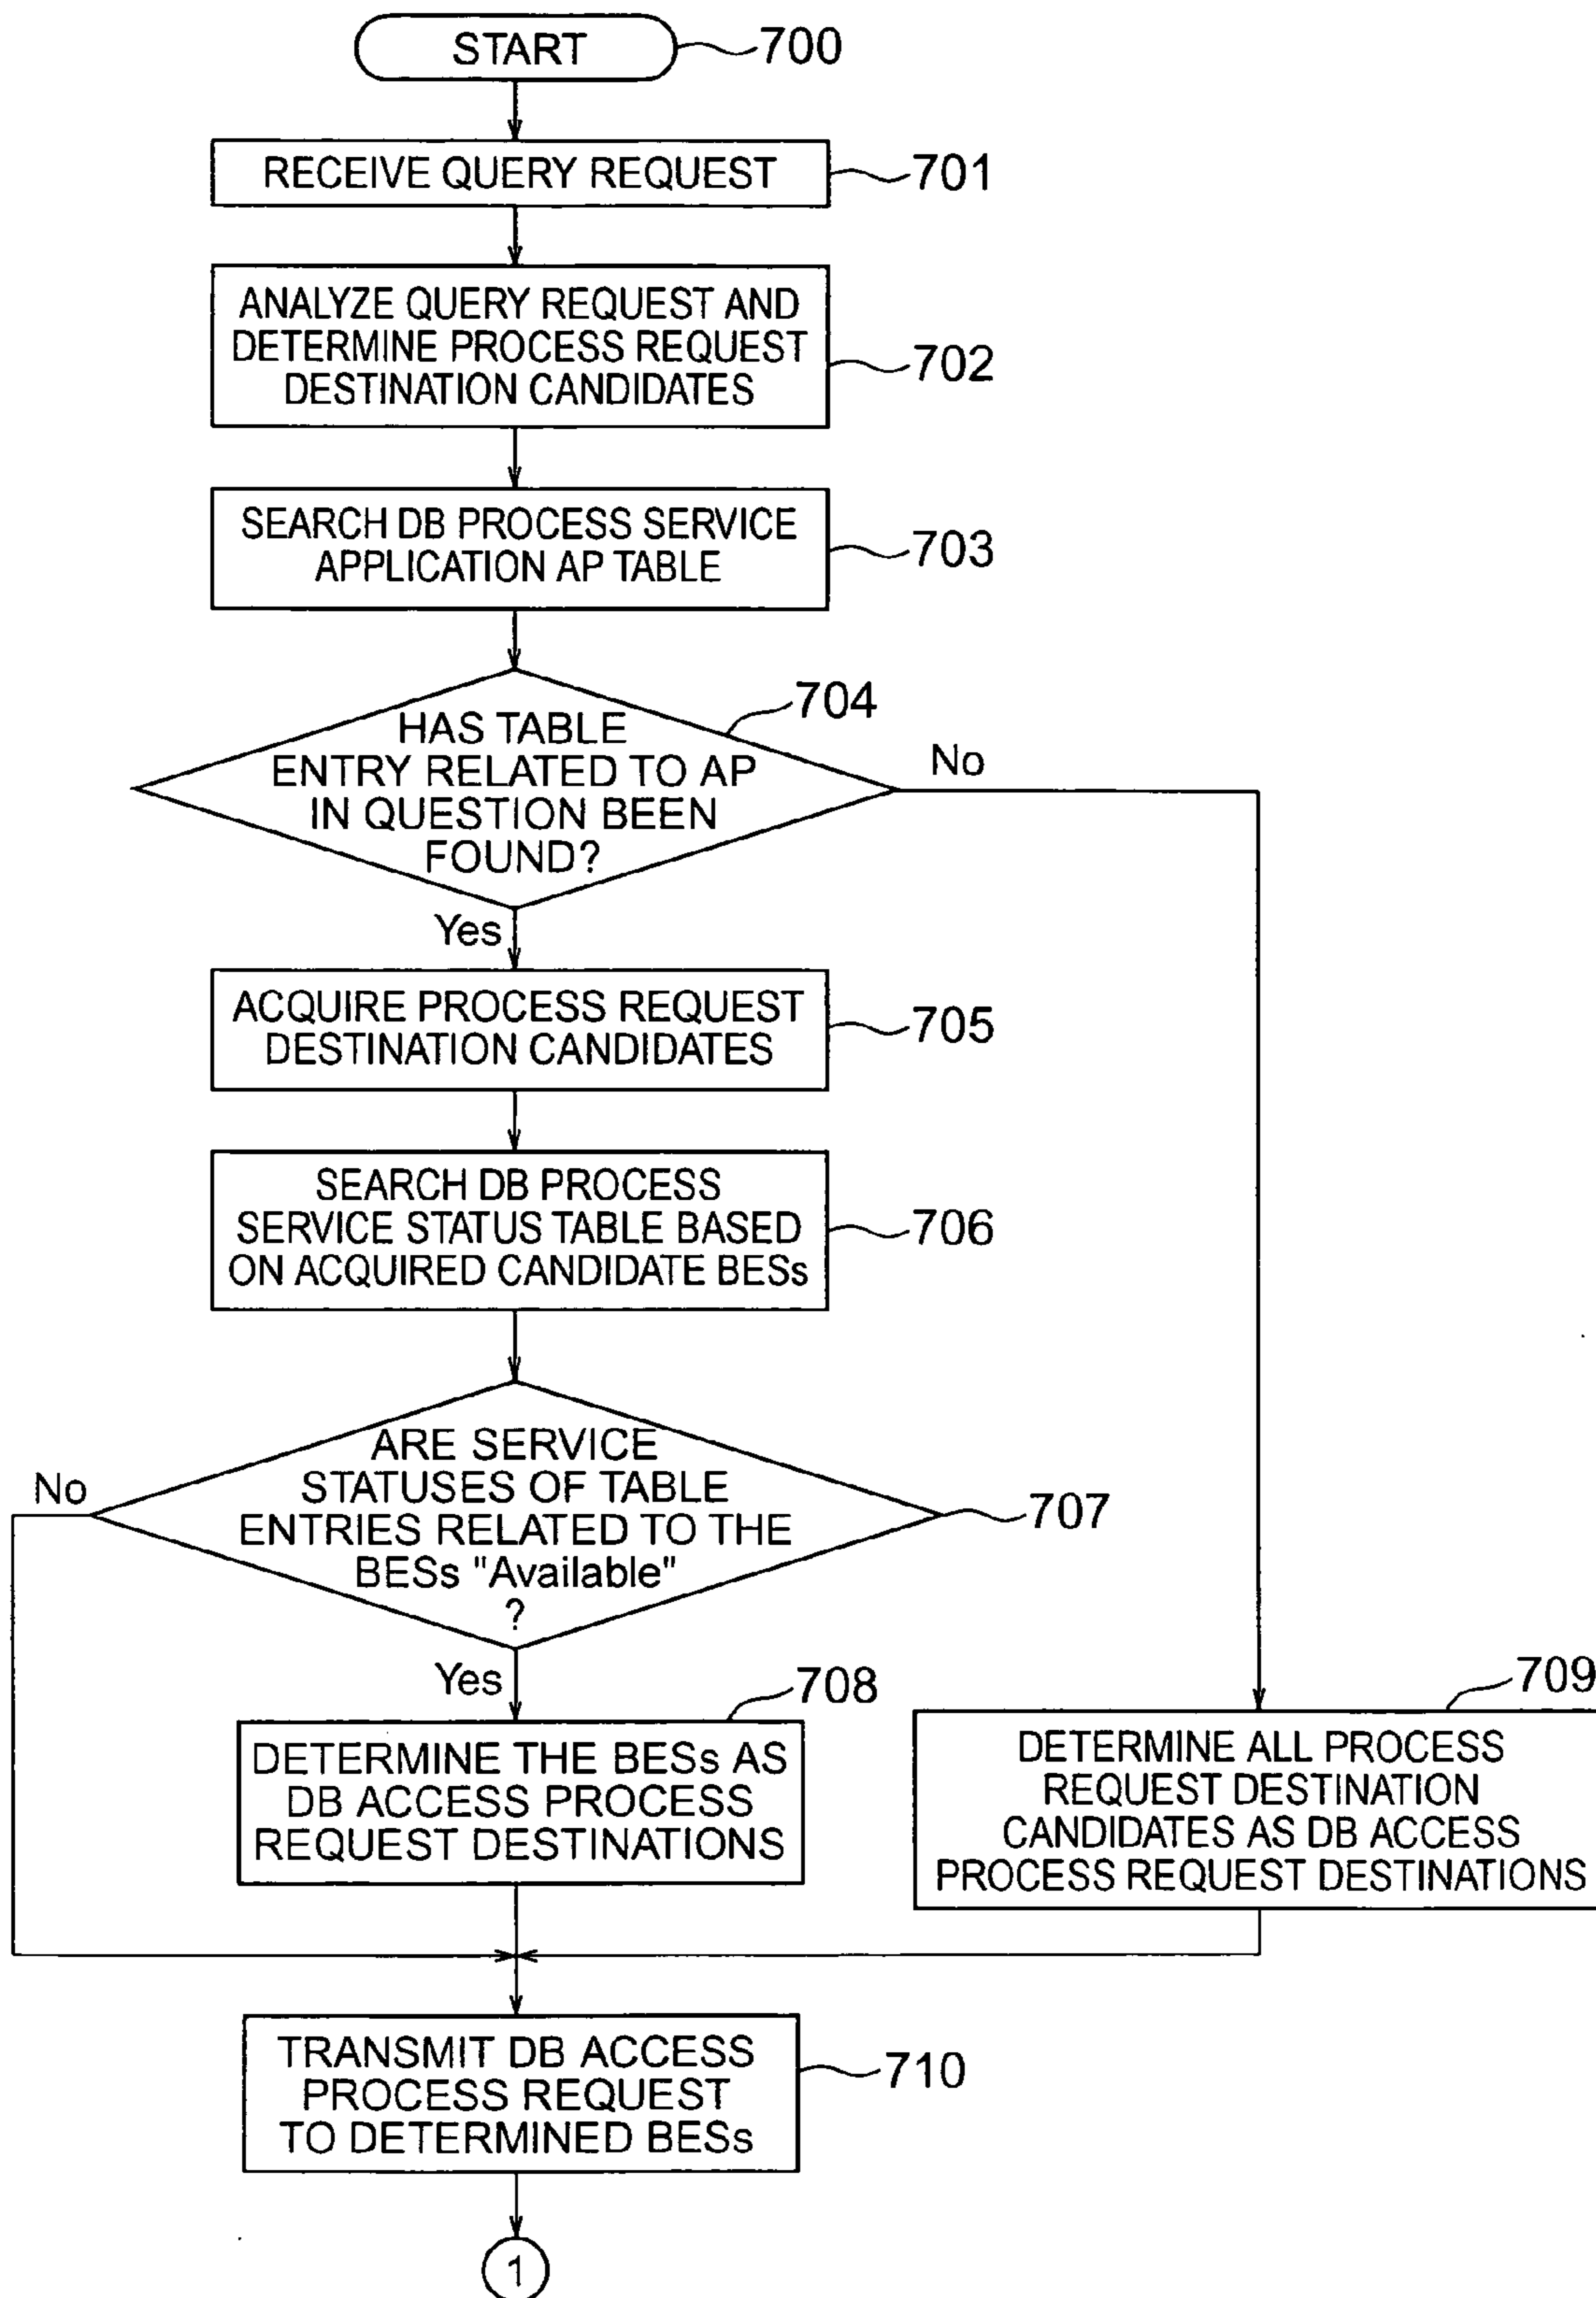 START
700
RECEIVE QUERY REQUEST
701
ANALYZE QUERY REQUEST AND
DETERMINE PROCESS REQUEST
DESTINATION CANDIDATES
702
SEARCH DB PROCESS SERVICE
APPLICATION AP TABLE
703
704
HAS TABLE
ENTRY RELATED TO AP
IN QUESTION BEEN
FOUND?
No
Yes
ACQUIRE PROCESS REQUEST
DESTINATION CANDIDATES
705
SEARCH DB PROCESS
SERVICE STATUS TABLE BASED
ON ACQUIRED CANDIDATE BESs
706
ARE SERVICE
STATUSES OF TABLE
ENTRIES RELATED TO THE
BESs "Available"
?
No
707
Yes
708
DETERMINE THE BESs AS
DB ACCESS PROCESS
REQUEST DESTINATIONS
709
DETERMINE ALL PROCESS
REQUEST DESTINATION
CANDIDATES AS DB ACCESS
PROCESS REQUEST DESTINATIONS
TRANSMIT DB ACCESS
PROCESS REQUEST
TO DETERMINED BESs
710
1